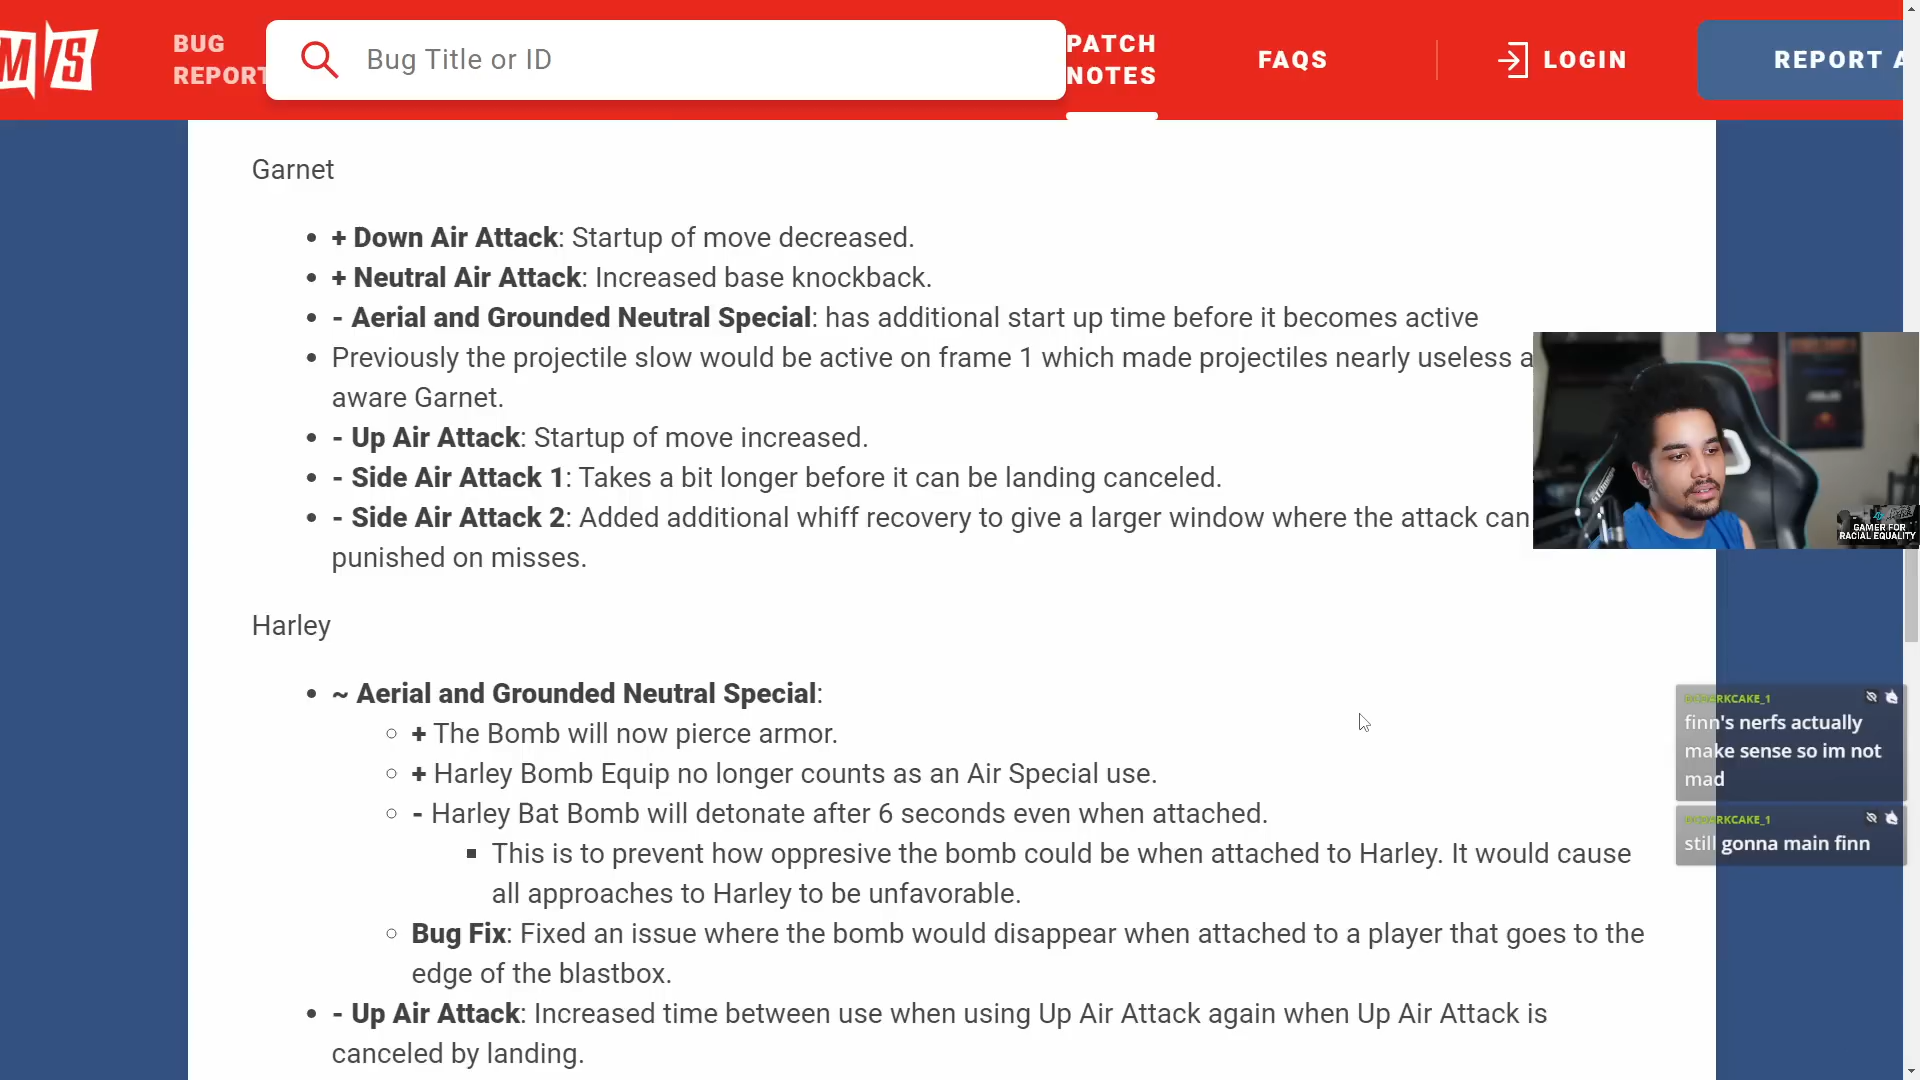 M/S
BUG
REPORT
Bug Title or ID
PATCH
NOTES
FAQS
LOGIN
REPORT A
Garnet
+ Down Air Attack: Startup of move decreased.
+ Neutral Air Attack: Increased base knockback.
- Aerial and Grounded Neutral Special: has additional start up time before it becomes active
Previously the projectile slow would be active on frame 1 which made projectiles nearly useless a
aware Garnet.
- Up Air Attack: Startup of move increased.
- Side Air Attack 1: Takes a bit longer before it can be landing canceled.
- Side Air Attack 2: Added additional whiff recovery to give a larger window where the attack can
punished on misses.
GAMER FOR
RACIAL EQUALITY
Harley
~ Aerial and Grounded Neutral Special:
+ The Bomb will now pierce armor.
+ Harley Bomb Equip no longer counts as an Air Special use.
- Harley Bat Bomb will detonate after 6 seconds even when attached.
This is to prevent how oppresive the bomb could be when attached to Harley. It would cause
all approaches to Harley to be unfavorable.
Bug Fix: Fixed an issue where the bomb would disappear when attached to a player that goes to the
edge of the blastbox.
- Up Air Attack: Increased time between use when using Up Air Attack again when Up Air Attack is
canceled by landing.
finn's nerfs actually
make sense so im not
mad
still gonna main finn